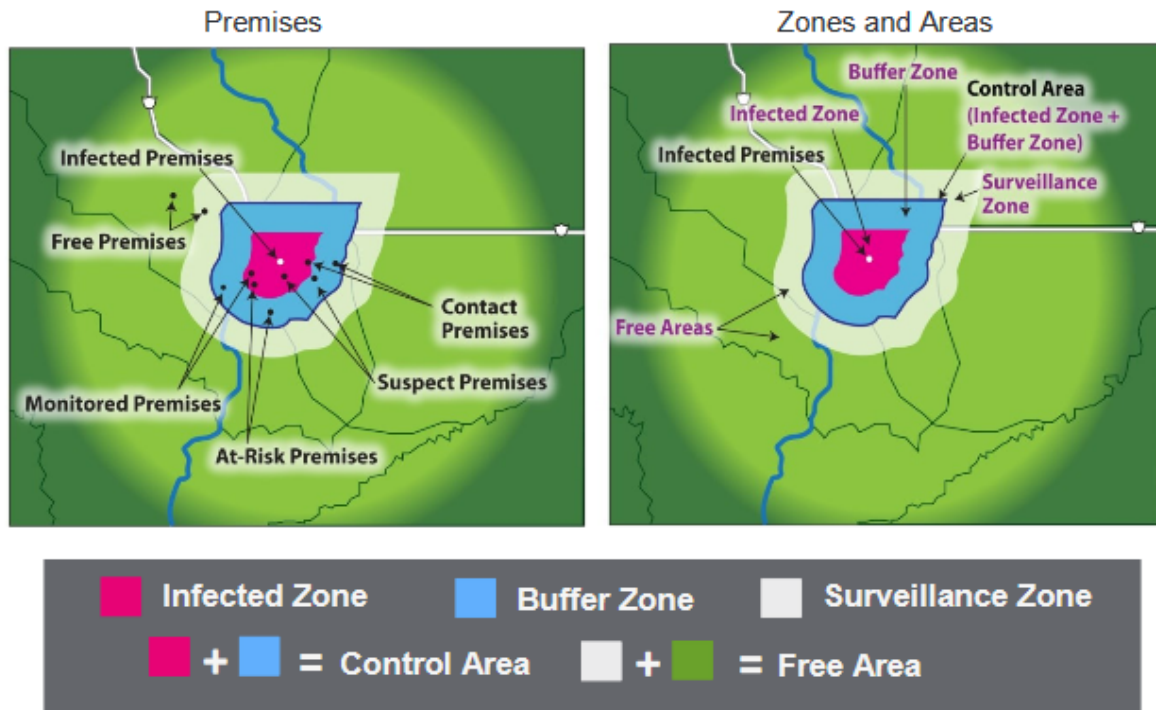 Premises
Infected Premises
Free Premises
Contact
Premises
Suspect Premises
Monitored Premises
At-Risk Premises
Zones and Areas
Buffer Zone
Control Area
(Infected Zone +
Buffer Zone)
Infected Zone
Infected Premises
Surveillance
Zone
Free Areas
Infected Zone
Buffer Zone
Surveillance Zone
+ = Control Area
+ = Free Area